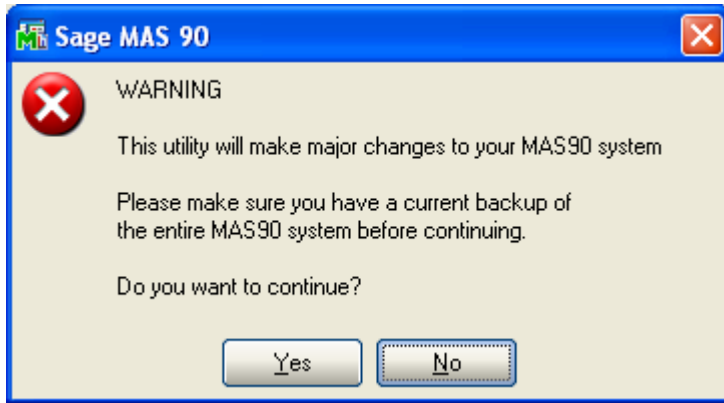 Sage MAS 90
WARNING
This utility will make major changes to your MAS90 system
Please make sure you have a current backup of
the entire MAS90 system before continuing.
Do you want to continue?
Yes
No